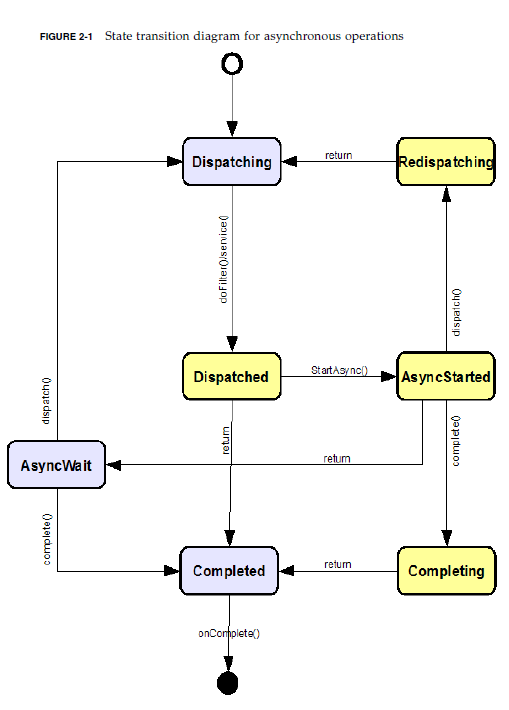 FIGURE 2-1 State transition diagram for asynchronous operations
Dispatching
return
Redispatching
doFilter()/service()
dispatch()
Dispatched
StartAsync()
AsyncStarted
dispatch()
return
complete()
AsyncWait
return
complete()
Completed
return
Completing
onComplete()